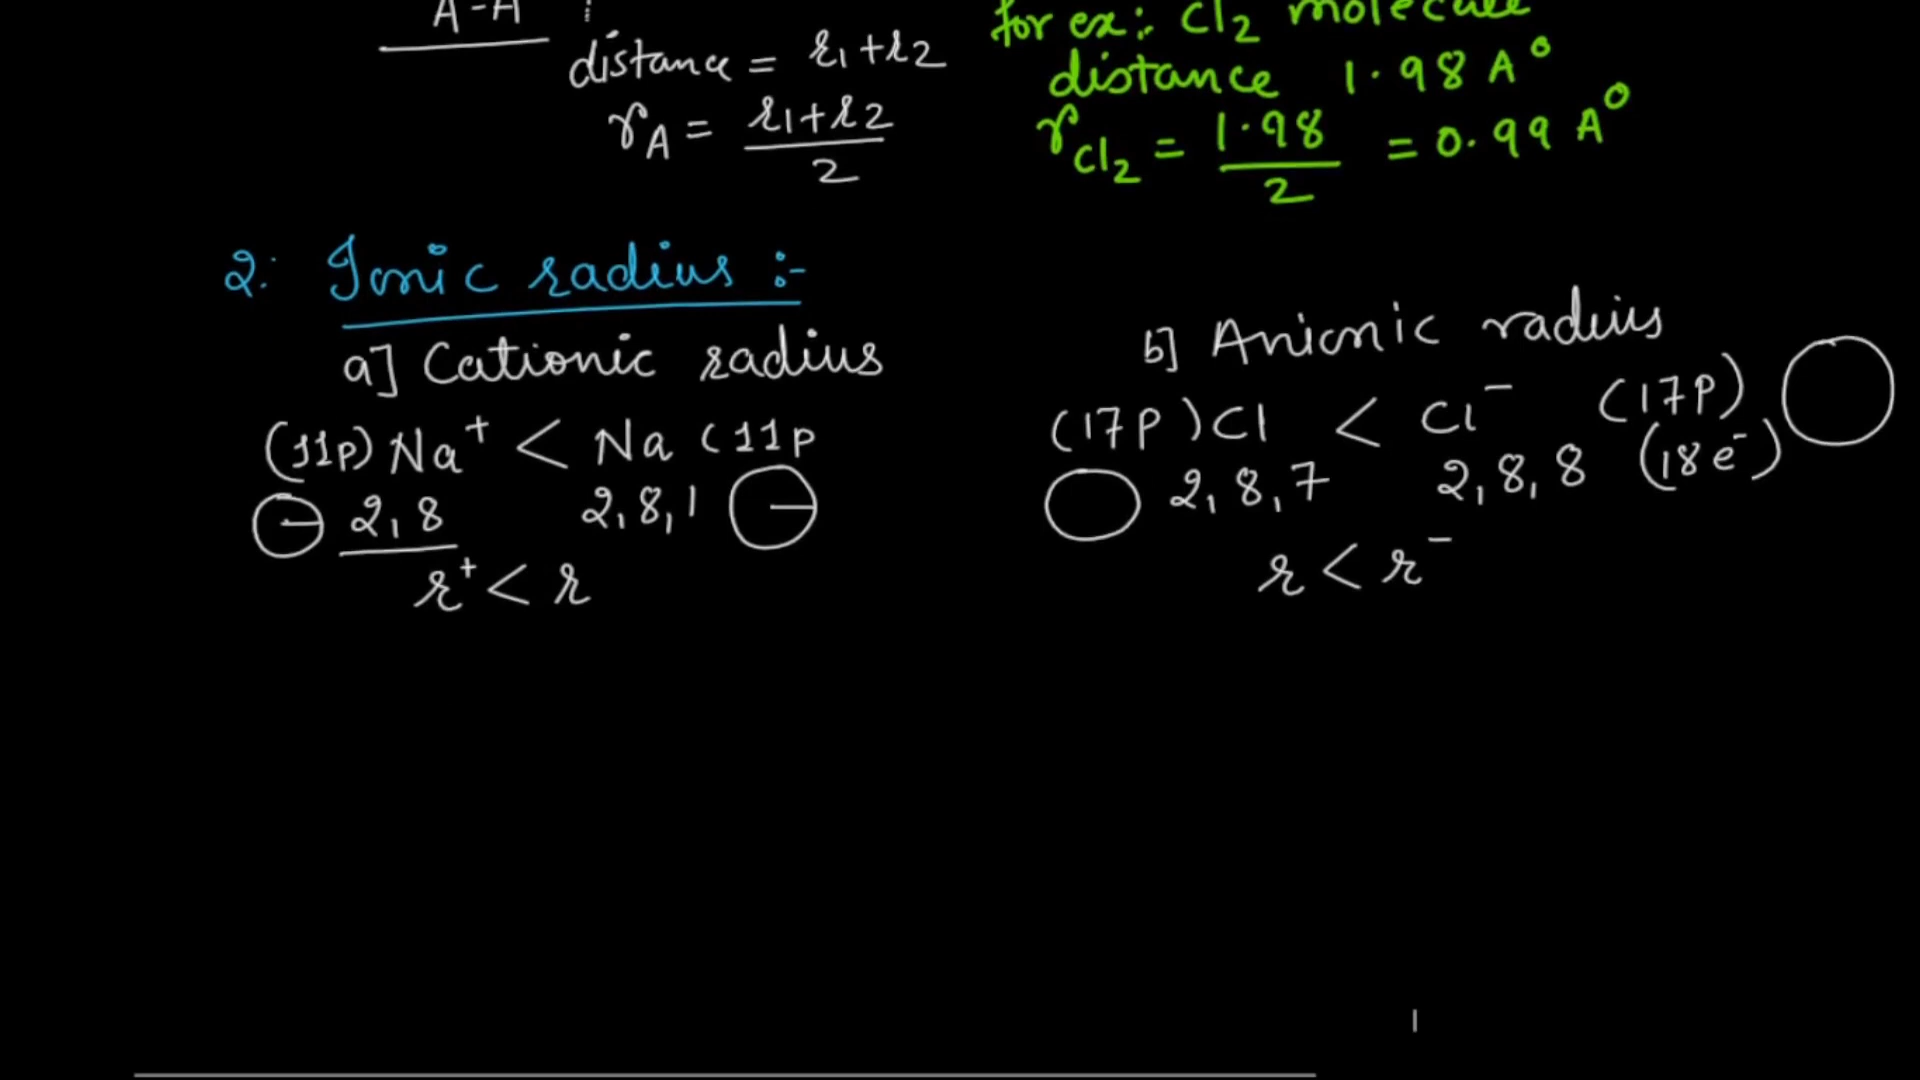 A-A
distance = r1+r2
rA = r1+r2
2
for ex:- Cl2 molecule
distance 1.98 A°
rCl2 = 1.98 = 0.99 A°
2
2. Ionic radius :-
a] Cationic radius
(11p) Na+ < Na (11p
2,8 2,8,1
r+ < r
b] Anionic radius
(17p) Cl < Cl- (17p)
2,8,7 2,8,8 (18e-)
r < r-